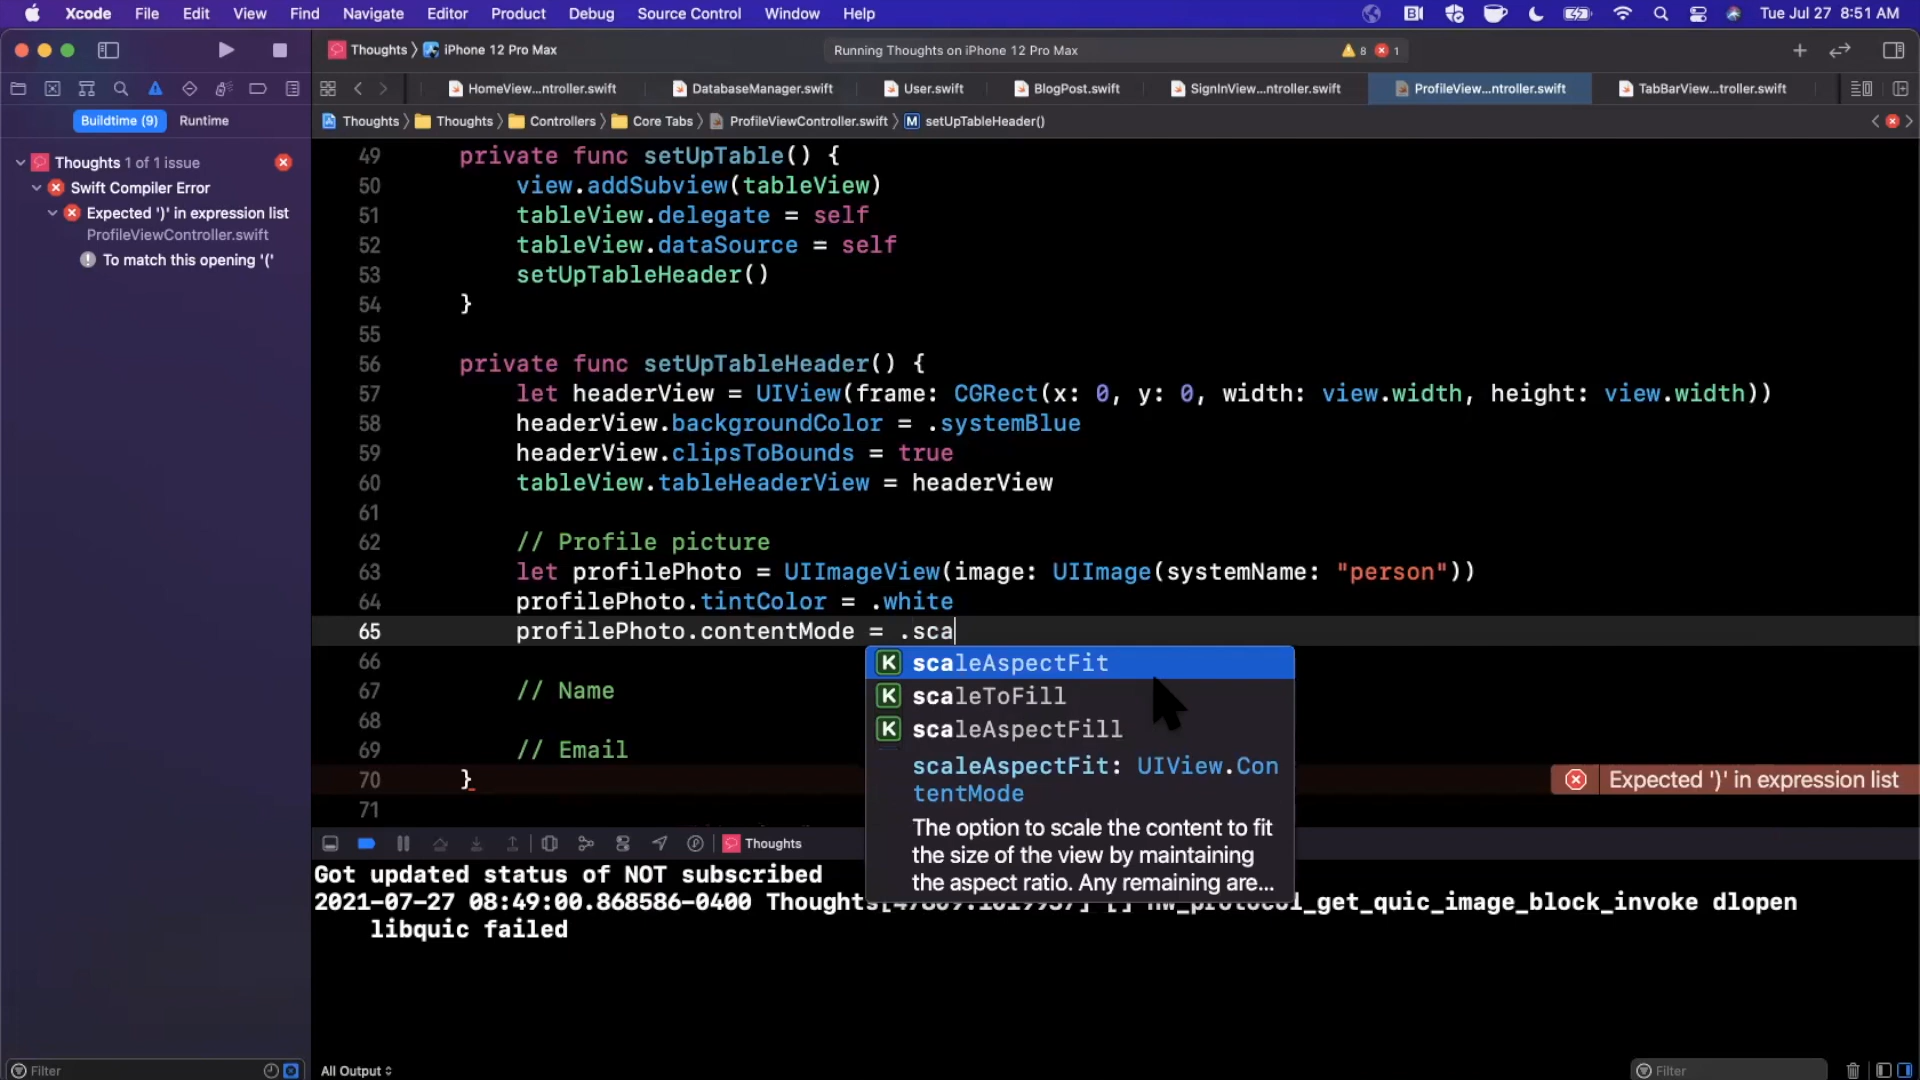 Xcode File Edit View Find Navigate Editor Product Debug Source Control Window Help Tue Jul 27 8:51 AM
Thoughts iPhone 12 Pro Max Running Thoughts on iPhone 12 Pro Max 8 1
HomeView...ntroller.swift DatabaseManager.swift User.swift BlogPost.swift SignInView...ntroller.swift ProfileView...ntroller.swift TabBarView...troller.swift
Buildtime (9) Runtime
Thoughts Thoughts Controllers Core Tabs ProfileViewController.swift M setUpTableHeader()
Thoughts 1 of 1 issue
Swift Compiler Error
Expected ')' in expression list
ProfileViewController.swift
To match this opening '('
49 private func setUpTable() {
50 view.addSubview(tableView)
51 tableView.delegate = self
52 tableView.dataSource = self
53 setUpTableHeader()
54 }
55
56 private func setUpTableHeader() {
57 let headerView = UIView(frame: CGRect(x: 0, y: 0, width: view.width, height: view.width))
58 headerView.backgroundColor = .systemBlue
59 headerView.clipsToBounds = true
60 tableView.tableHeaderView = headerView
61
62 // Profile picture
63 let profilePhoto = UIImageView(image: UIImage(systemName: "person"))
64 profilePhoto.tintColor = .white
65 profilePhoto.contentMode = .sca
66
67 // Name
68
69 // Email
70 } Expected ')' in expression list
71
K scaleAspectFit
K scaleToFill
K scaleAspectFill
scaleAspectFit: UIView.Con
tentMode
The option to scale the content to fit
the size of the view by maintaining
the aspect ratio. Any remaining are...
Thoughts
Got updated status of NOT subscribed
2021-07-27 08:49:00.868586-0400 nw_protocol_get_quic_image_block_invoke dlopen
libquic failed
Filter All Output Filter